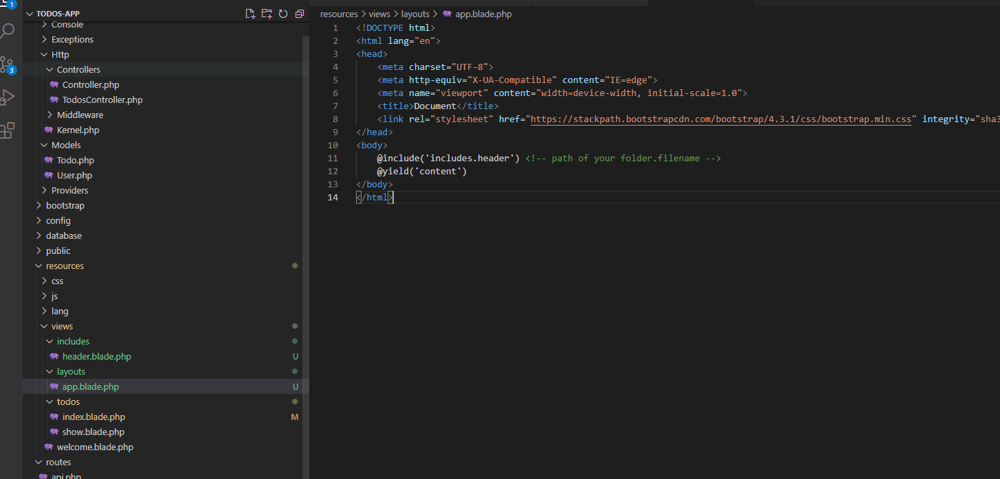 1
TODOS-APP
Console
Exceptions
Http
Controllers
Controller.php
TodosController.php
Middleware
Kernel.php
Models
Todo.php
User.php
Providers
bootstrap
config
database
public
resources
css
js
lang
views
includes
header.blade.php U
layouts
app.blade.php U
todos
index.blade.php M
show.blade.php
welcome.blade.php
routes
api.php
3
resources > views > layouts > app.blade.php
1 <!DOCTYPE html>
2 <html lang="en">
3 <head>
4 <meta charset="UTF-8">
5 <meta http-equiv="X-UA-Compatible" content="IE=edge">
6 <meta name="viewport" content="width=device-width, initial-scale=1.0">
7 <title>Document</title>
8 <link rel="stylesheet" href="https://stackpath.bootstrapcdn.com/bootstrap/4.3.1/css/bootstrap.min.css" integrity="sha3
9 </head>
10 <body>
11 @include('includes.header') <!-- path of your folder.filename -->
12 @yield('content')
13 </body>
14 </html>